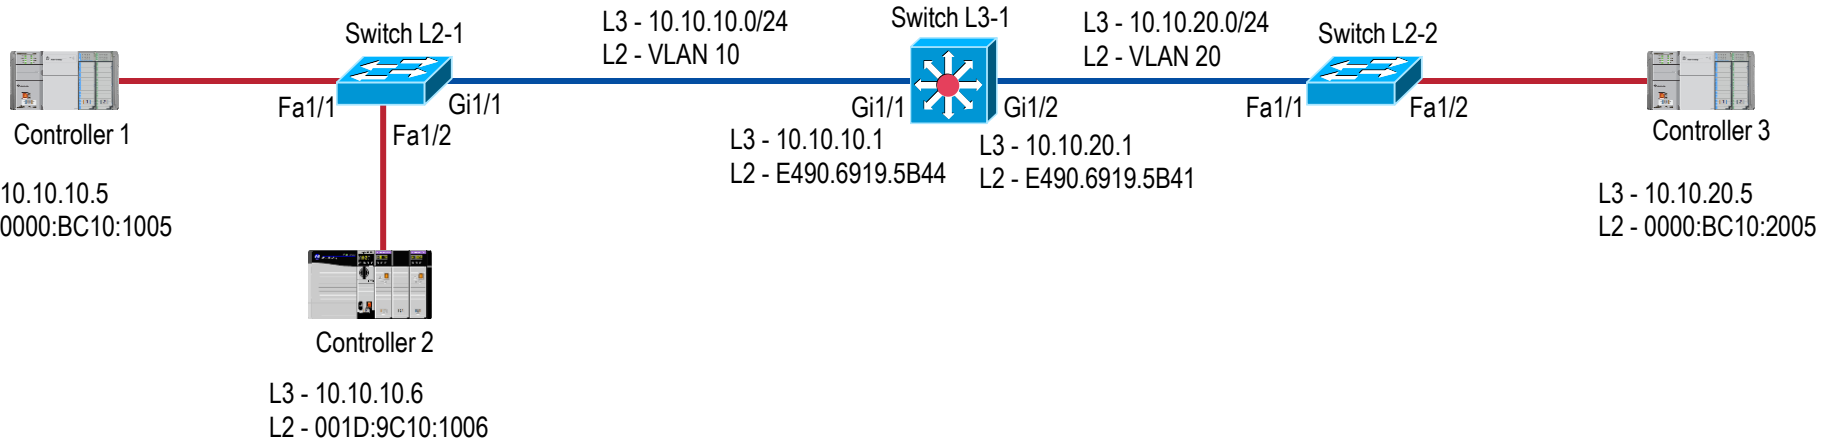 Switch L2-1
L3 - 10.10.10.0/24
L2 - VLAN 10
Switch L3-1
L3 - 10.10.20.0/24
L2 - VLAN 20
Switch L2-2
Fa1/1
Gi1/1
Fa1/2
Gi1/1
Gi1/2
Fa1/1
Fa1/2
Controller 1
10.10.10.5
0000:BC10:1005
L3 - 10.10.10.1
L2 - E490.6919.5B44
L3 - 10.10.20.1
L2 - E490.6919.5B41
Controller 3
L3 - 10.10.20.5
L2 - 0000:BC10:2005
Controller 2
L3 - 10.10.10.6
L2 - 001D:9C10:1006